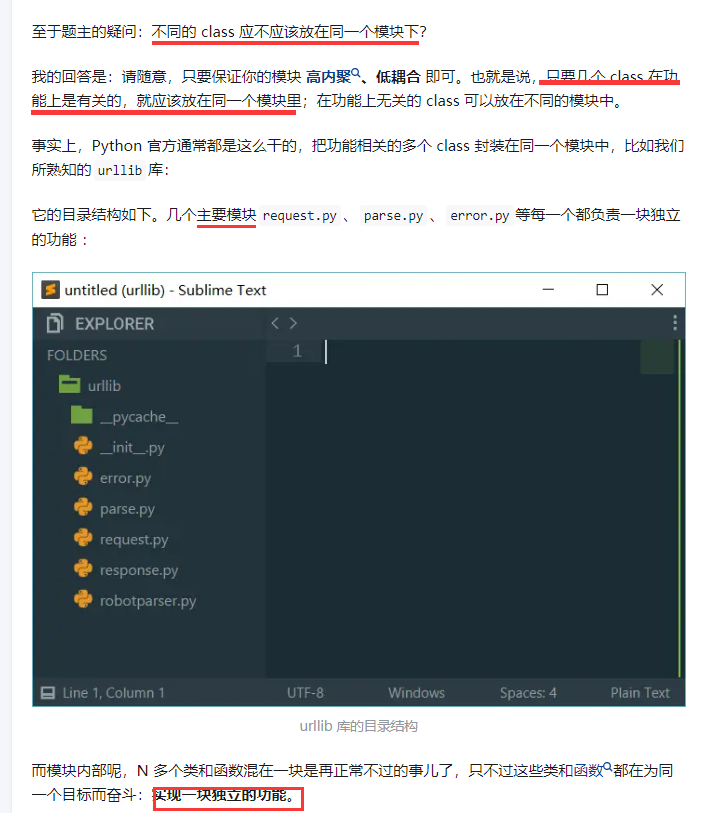 至于题主的疑问：不同的 class 应不应该放在同一个模块下？
我的回答是：请随意，只要保证你的模块 高内聚、低耦合 即可。也就是说，只要几个 class 在功
能上是有关的，就应该放在同一个模块里；在功能上无关的 class 可以放在不同的模块中。
事实上，Python 官方通常都是这么干的，把功能相关的多个 class 封装在同一个模块中，比如我们
所熟知的 urllib 库：
它的目录结构如下。几个主要模块 request.py 、 parse.py 、 error.py 等每一个都负责一块独立
的功能：
untitled (urllib) - Sublime Text
EXPLORER
FOLDERS
1
urllib
__pycache__
__init__.py
error.py
parse.py
request.py
response.py
robotparser.py
Line 1, Column 1 UTF-8 Windows Spaces: 4 Plain Text
urllib 库的目录结构
而模块内部呢，N 多个类和函数混在一块是再正常不过的事儿了，只不过这些类和函数都在为同
一个目标而奋斗：实现一块独立的功能。